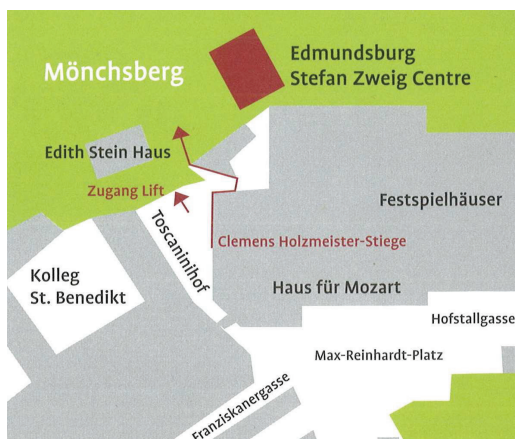 Mönchsberg
Edmundsburg
Stefan Zweig Centre
Edith Stein Haus
Zugang Lift
Toscaninihof
Festspielhäuser
Clemens Holzmeister-Stiege
Kolleg
St. Benedikt
Haus für Mozart
Hofstallgasse
Max-Reinhardt-Platz
Franziskanergasse